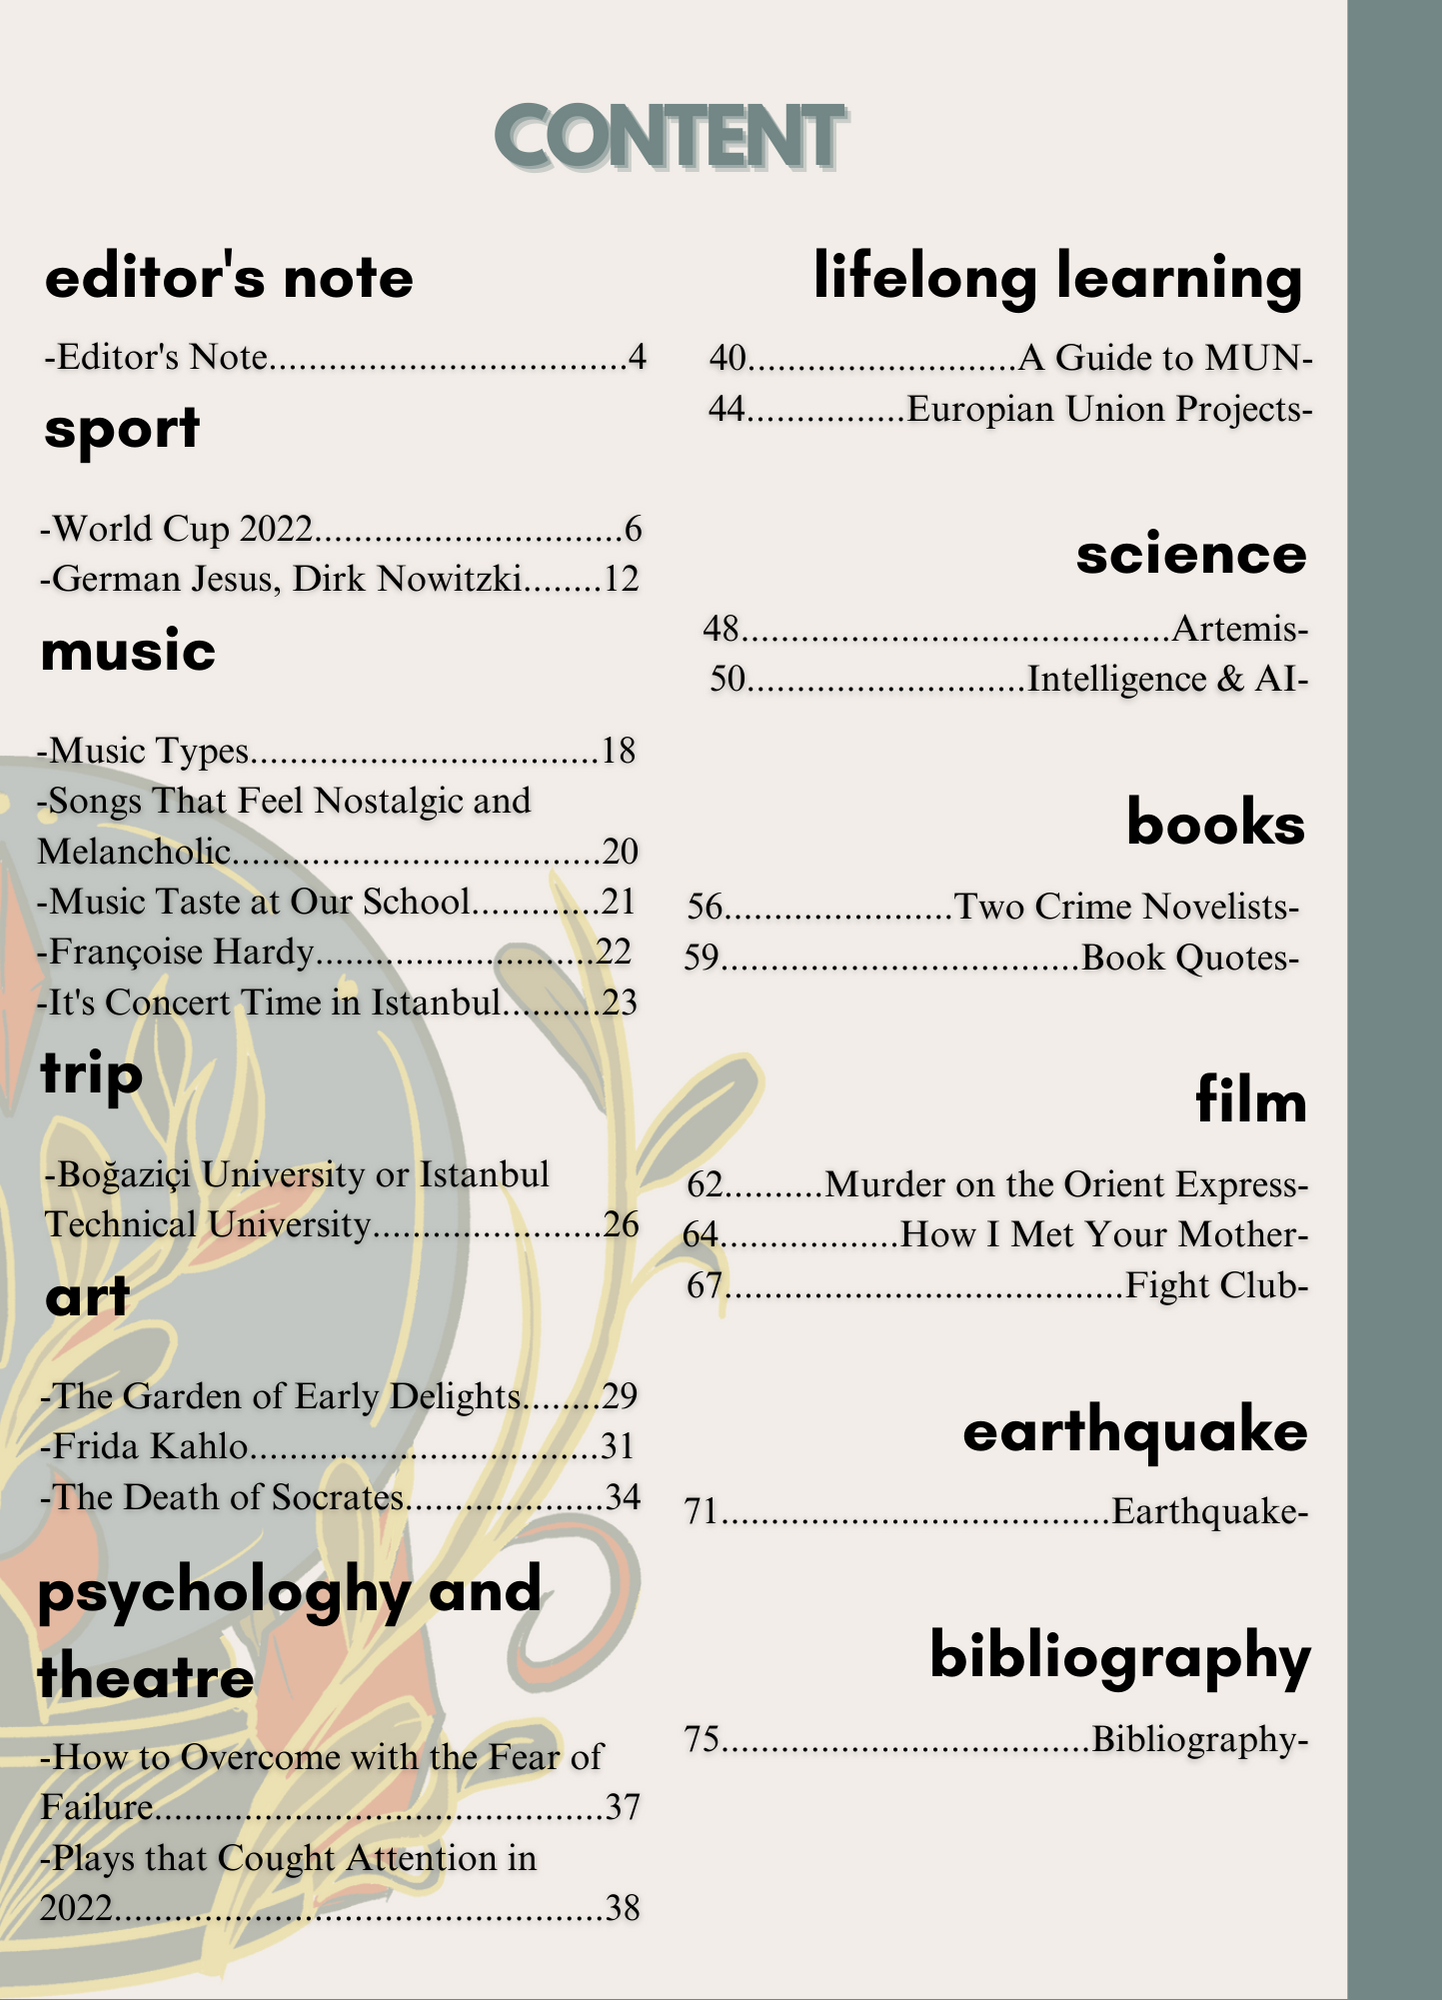 CONTENT
editor's note
-Editor's Note....................................4
sport
-World Cup 2022...............................6
-German Jesus, Dirk Nowitzki........12
music
-Music Types...................................18
-Songs That Feel Nostalgic and
Melancholic.....................................20
-Music Taste at Our School.............21
-Françoise Hardy............................22
-It's Concert Time in Istanbul..........23
trip
-Boğaziçi University or Istanbul
Technical University.......................26
art
-The Garden of Early Delights........29
-Frida Kahlo...................................31
-The Death of Socrates....................34
psychologhy and
theatre
-How to Overcome with the Fear of
Failure.............................................37
-Plays that Cought Attention in
2022.................................................38
lifelong learning
40...........................A Guide to MUN-
44................Europian Union Projects-
science
48...........................................Artemis-
50............................Intelligence & AI-
books
56.......................Two Crime Novelists-
59....................................Book Quotes-
film
62..........Murder on the Orient Express-
64..................How I Met Your Mother-
67........................................Fight Club-
earthquake
71.......................................Earthquake-
bibliography
75.....................................Bibliography-